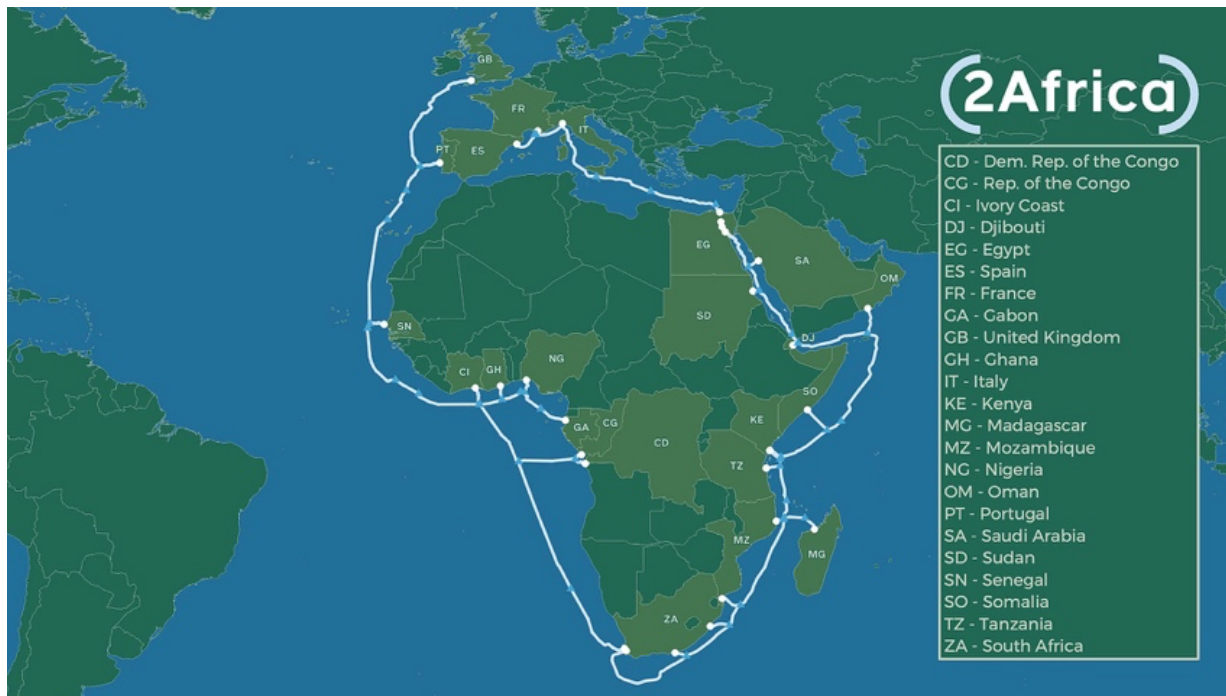 (2Africa)
CD - Dem. Rep. of the Congo
CG - Rep. of the Congo
CI - Ivory Coast
DJ - Djibouti
EG - Egypt
ES - Spain
FR - France
GA - Gabon
GB - United Kingdom
GH - Ghana
IT - Italy
KE - Kenya
MG - Madagascar
MZ - Mozambique
NG - Nigeria
OM - Oman
PT - Portugal
SA - Saudi Arabia
SD - Sudan
SN - Senegal
SO - Somalia
TZ - Tanzania
ZA - South Africa
GB
FR
IT
PT
ES
EG
SA
OM
SN
SD
DJ
CI
GH
NG
SO
GA
CG
CD
KE
TZ
MZ
MG
ZA